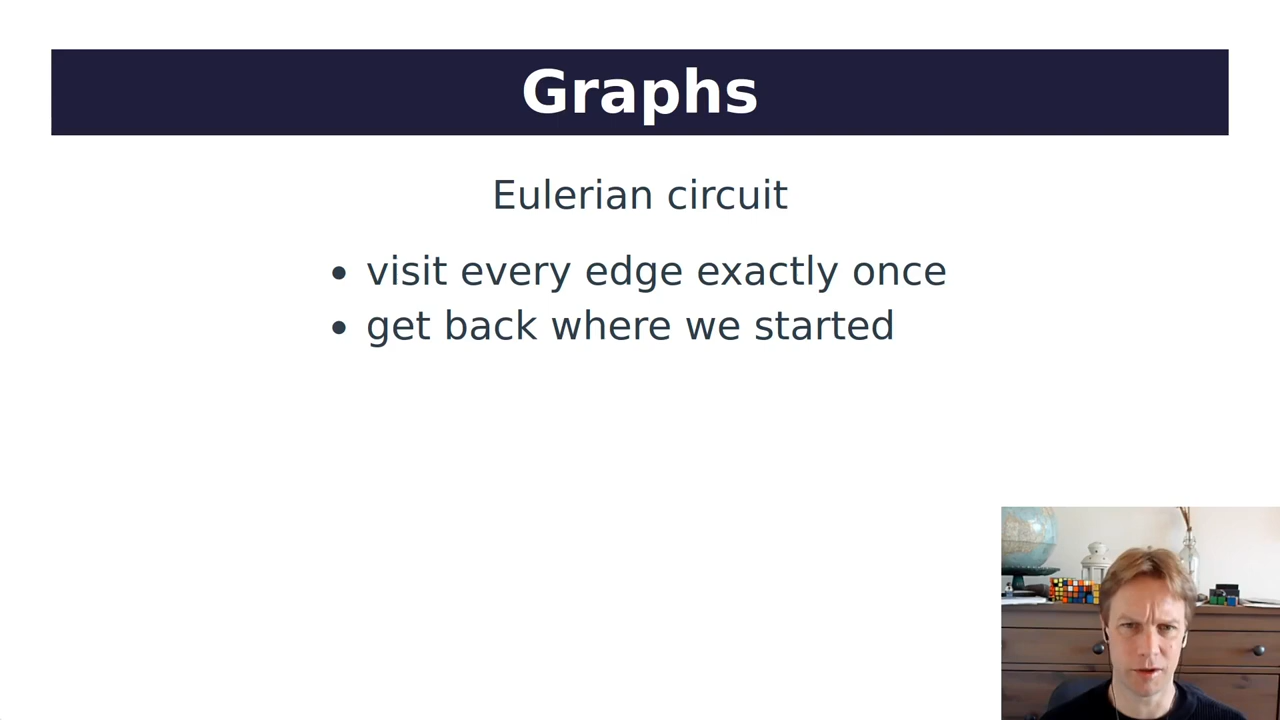 Graphs
Eulerian circuit
• visit every edge exactly once
• get back where we started